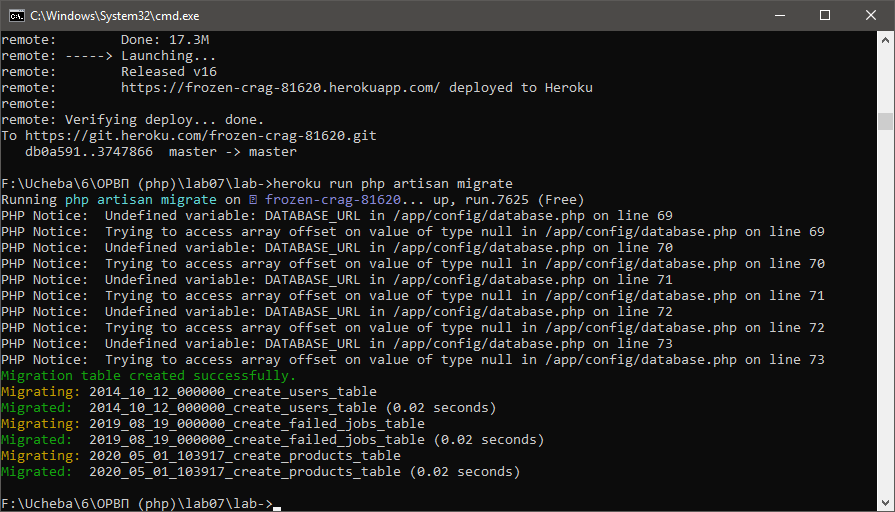 C:\Windows\System32\cmd.exe
remote:        Done: 17.3M
remote: -----> Launching...
remote:        Released v16
remote:        https://frozen-crag-81620.herokuapp.com/ deployed to Heroku
remote:
remote: Verifying deploy... done.
To https://git.heroku.com/frozen-crag-81620.git
   db0a591..3747866  master -> master
F:\Ucheba\6\ОРВП (php)\lab07\lab->heroku run php artisan migrate
Running php artisan migrate on ⍰ frozen-crag-81620... up, run.7625 (Free)
PHP Notice:  Undefined variable: DATABASE_URL in /app/config/database.php on line 69
PHP Notice:  Trying to access array offset on value of type null in /app/config/database.php on line 69
PHP Notice:  Undefined variable: DATABASE_URL in /app/config/database.php on line 70
PHP Notice:  Trying to access array offset on value of type null in /app/config/database.php on line 70
PHP Notice:  Undefined variable: DATABASE_URL in /app/config/database.php on line 71
PHP Notice:  Trying to access array offset on value of type null in /app/config/database.php on line 71
PHP Notice:  Undefined variable: DATABASE_URL in /app/config/database.php on line 72
PHP Notice:  Trying to access array offset on value of type null in /app/config/database.php on line 72
PHP Notice:  Undefined variable: DATABASE_URL in /app/config/database.php on line 73
PHP Notice:  Trying to access array offset on value of type null in /app/config/database.php on line 73
Migration table created successfully.
Migrating: 2014_10_12_000000_create_users_table
Migrated:  2014_10_12_000000_create_users_table (0.02 seconds)
Migrating: 2019_08_19_000000_create_failed_jobs_table
Migrated:  2019_08_19_000000_create_failed_jobs_table (0.02 seconds)
Migrating: 2020_05_01_103917_create_products_table
Migrated:  2020_05_01_103917_create_products_table (0.02 seconds)
F:\Ucheba\6\ОРВП (php)\lab07\lab->